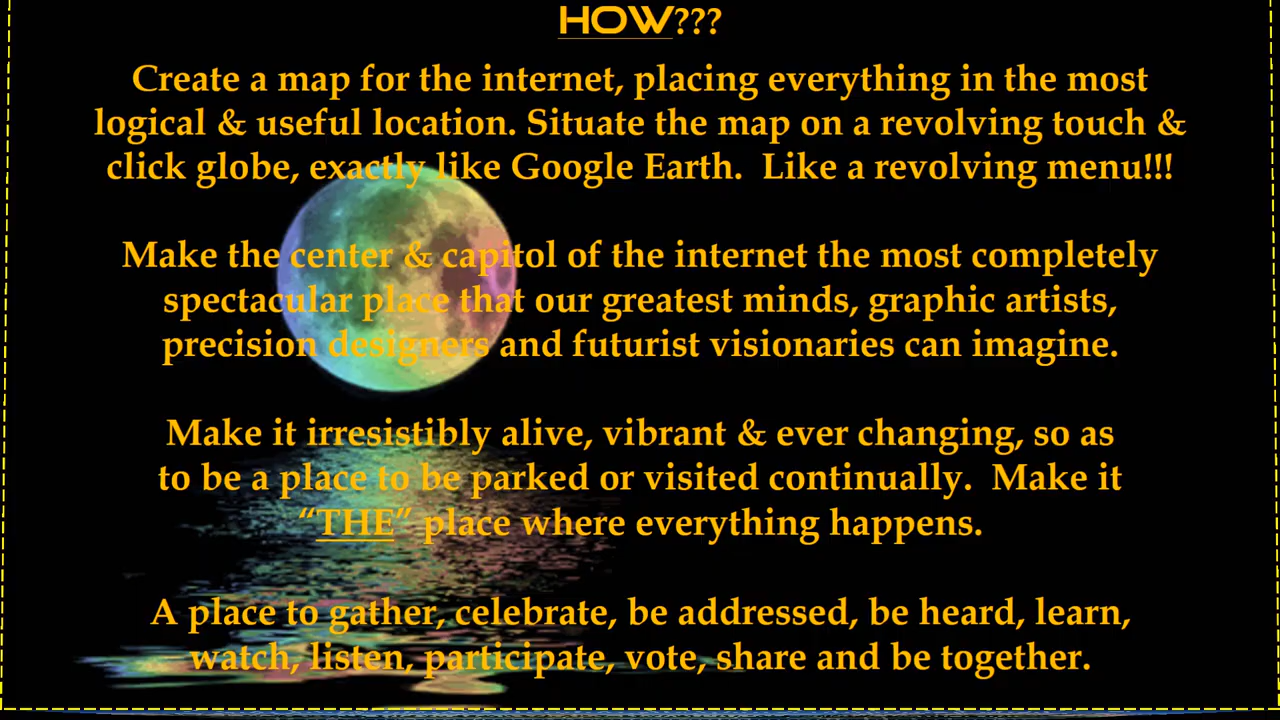 HOW???
Create a map for the internet, placing everything in the most
logical & useful location. Situate the map on a revolving touch &
click globe, exactly like Google Earth.  Like a revolving menu!!!
Make the center & capitol of the internet the most completely
spectacular place that our greatest minds, graphic artists,
precision designers and futurist visionaries can imagine.
Make it irresistibly alive, vibrant & ever changing, so as
to be a place to be parked or visited continually.  Make it
“THE” place where everything happens.
A place to gather, celebrate, be addressed, be heard, learn,
watch, listen, participate, vote, share and be together.